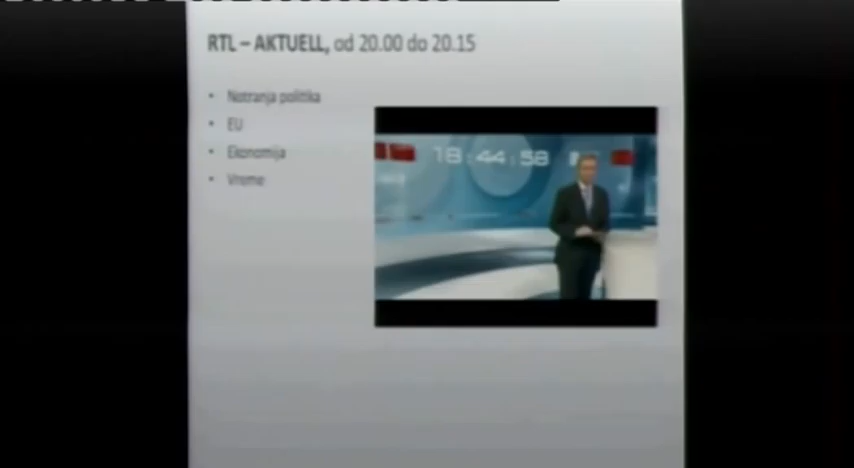 RTL – AKTUELL, od 20.00 do 20.15
• Notranja politika
• EU
• Ekonomija
• Vreme
18:44:58